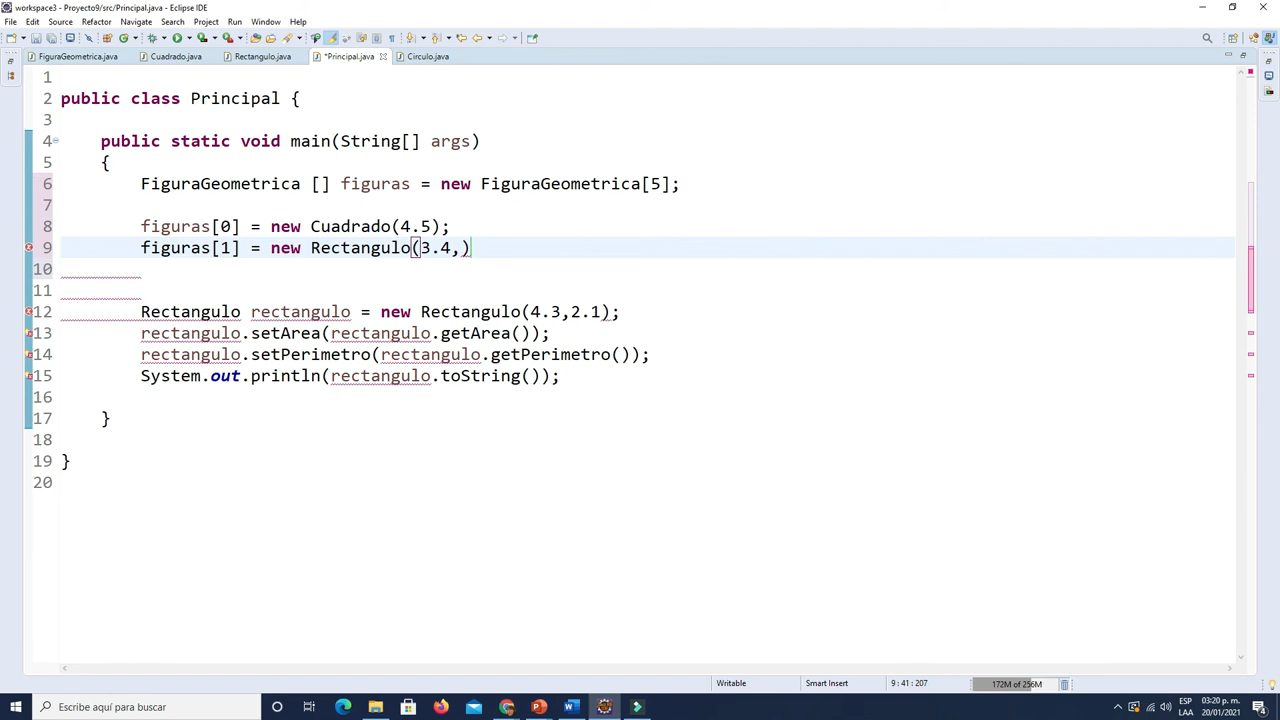 workspace3 - Proyecto9/src/Principal.java - Eclipse IDE
File Edit Source Refactor Navigate Search Project Run Window Help
FiguraGeometrica.java Cuadrado.java Rectangulo.java *Principal.java Circulo.java
1
2 public class Principal {
3
4 public static void main(String[] args)
5 {
6 FiguraGeometrica [] figuras = new FiguraGeometrica[5];
7
8 figuras[0] = new Cuadrado(4.5);
9 figuras[1] = new Rectangulo(3.4,)
10
11
12 Rectangulo rectangulo = new Rectangulo(4.3,2.1);
13 rectangulo.setArea(rectangulo.getArea());
14 rectangulo.setPerimetro(rectangulo.getPerimetro());
15 System.out.println(rectangulo.toString());
16
17 }
18
19 }
20
Writable Smart Insert 9 : 41 : 207 172M of 256M
Escribe aquí para buscar
ESP 03:20 p. m.
LAA 20/01/2021